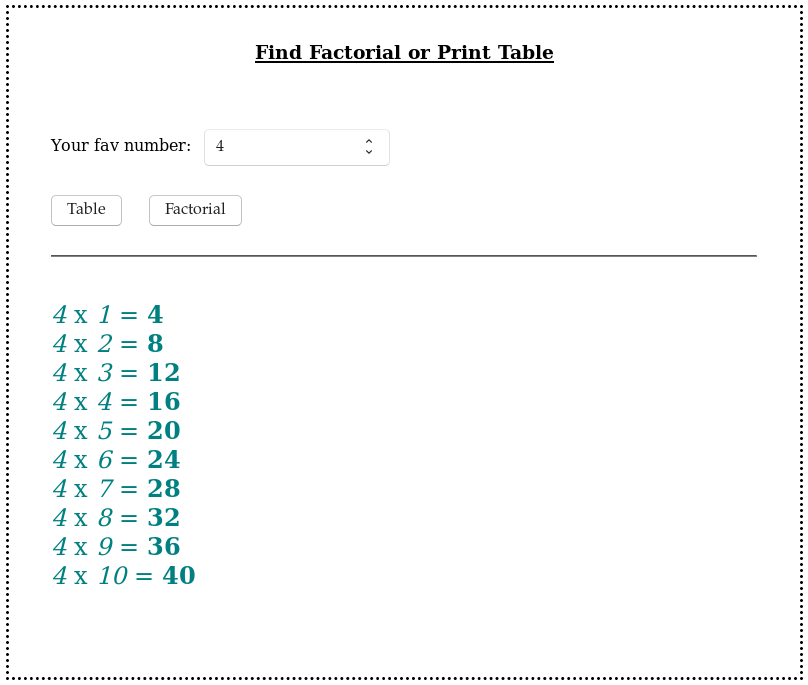 Find Factorial or Print Table
Your fav number: 4
Table Factorial
4 x 1 = 4
4 x 2 = 8
4 x 3 = 12
4 x 4 = 16
4 x 5 = 20
4 x 6 = 24
4 x 7 = 28
4 x 8 = 32
4 x 9 = 36
4 x 10 = 40